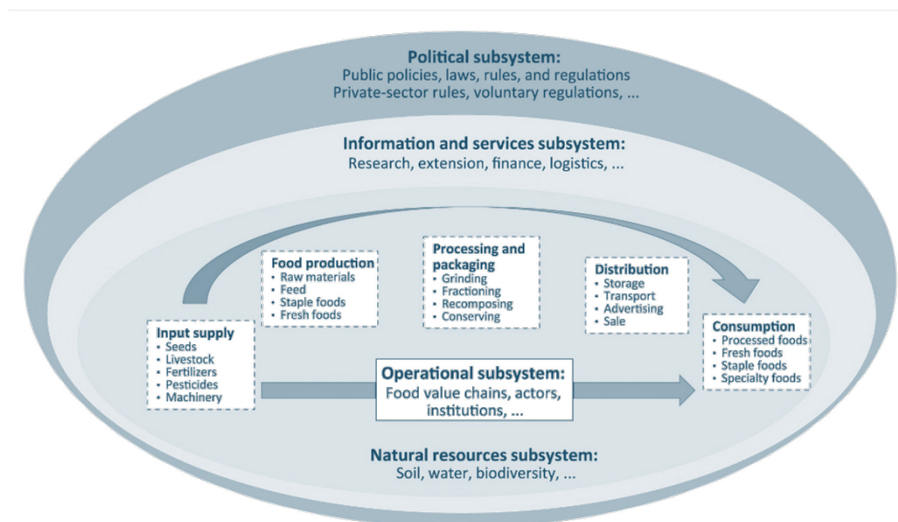 Political subsystem:
Public policies, laws, rules, and regulations
Private-sector rules, voluntary regulations, ...
Information and services subsystem:
Research, extension, finance, logistics, ...
Food production
• Raw materials
• Feed
• Staple foods
• Fresh foods
Processing and
packaging
• Grinding
• Fractioning
• Recomposing
• Conserving
Distribution
• Storage
• Transport
• Advertising
• Sale
Input supply
• Seeds
• Livestock
• Fertilizers
• Pesticides
• Machinery
Consumption
• Processed foods
• Fresh foods
• Staple foods
• Specialty foods
Operational subsystem:
Food value chains, actors,
institutions, ...
Natural resources subsystem:
Soil, water, biodiversity, ...